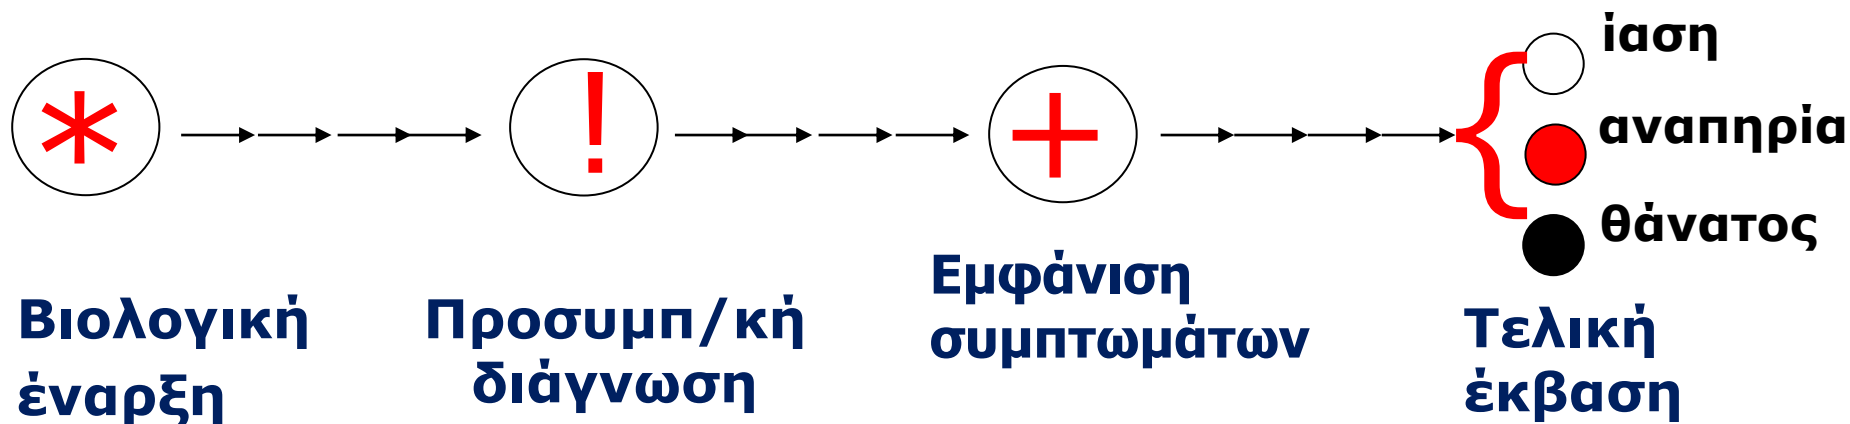 *
!
+
{
ίαση
αναπηρία
θάνατος
Βιολογική
έναρξη
Προσυμπ/κή
διάγνωση
Εμφάνιση
συμπτωμάτων
Τελική
έκβαση